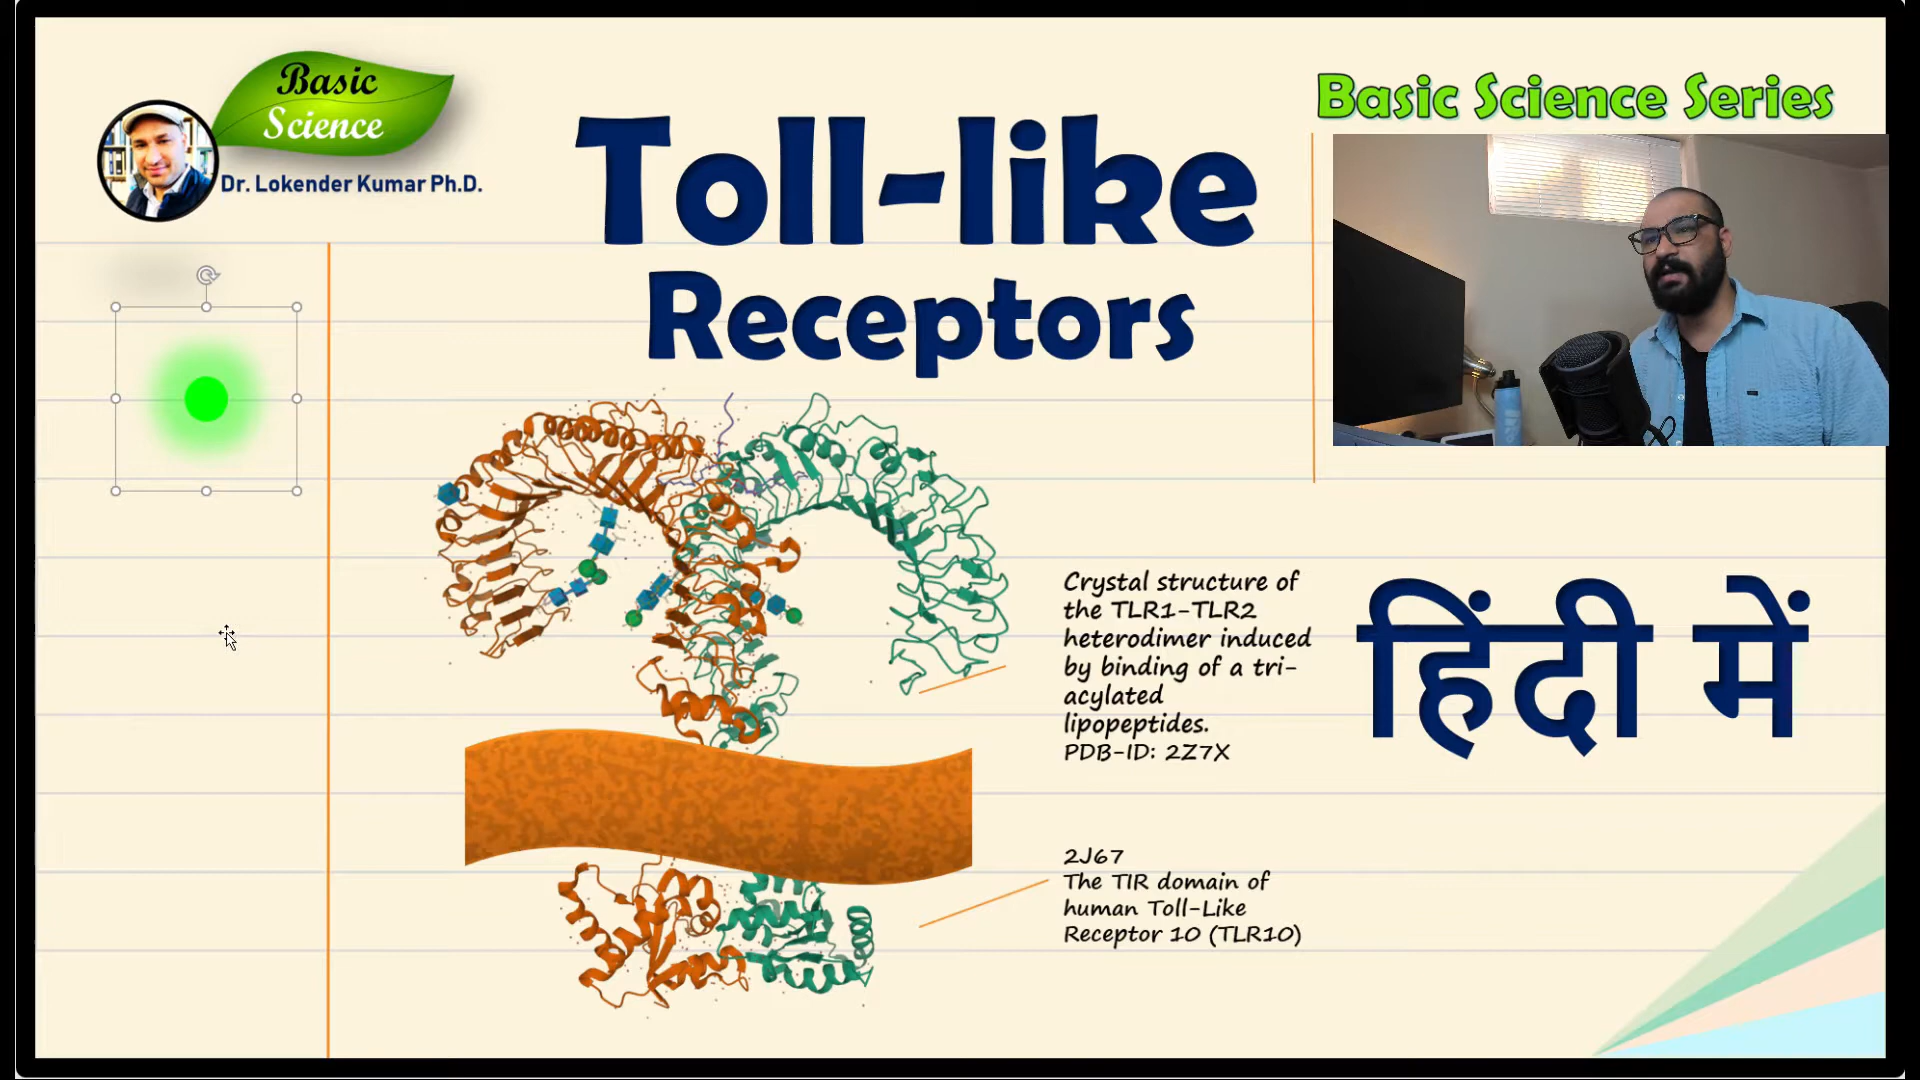 Basic
Science
Dr. Lokender Kumar Ph.D.
Toll-like
Receptors
Basic Science Series
Crystal structure of
the TLR1-TLR2
heterodimer induced
by binding of a tri-
acylated
lipopeptides.
PDB-ID: 2Z7X
हिंदी में
2J67
The TIR domain of
human Toll-Like
Receptor 10 (TLR10)